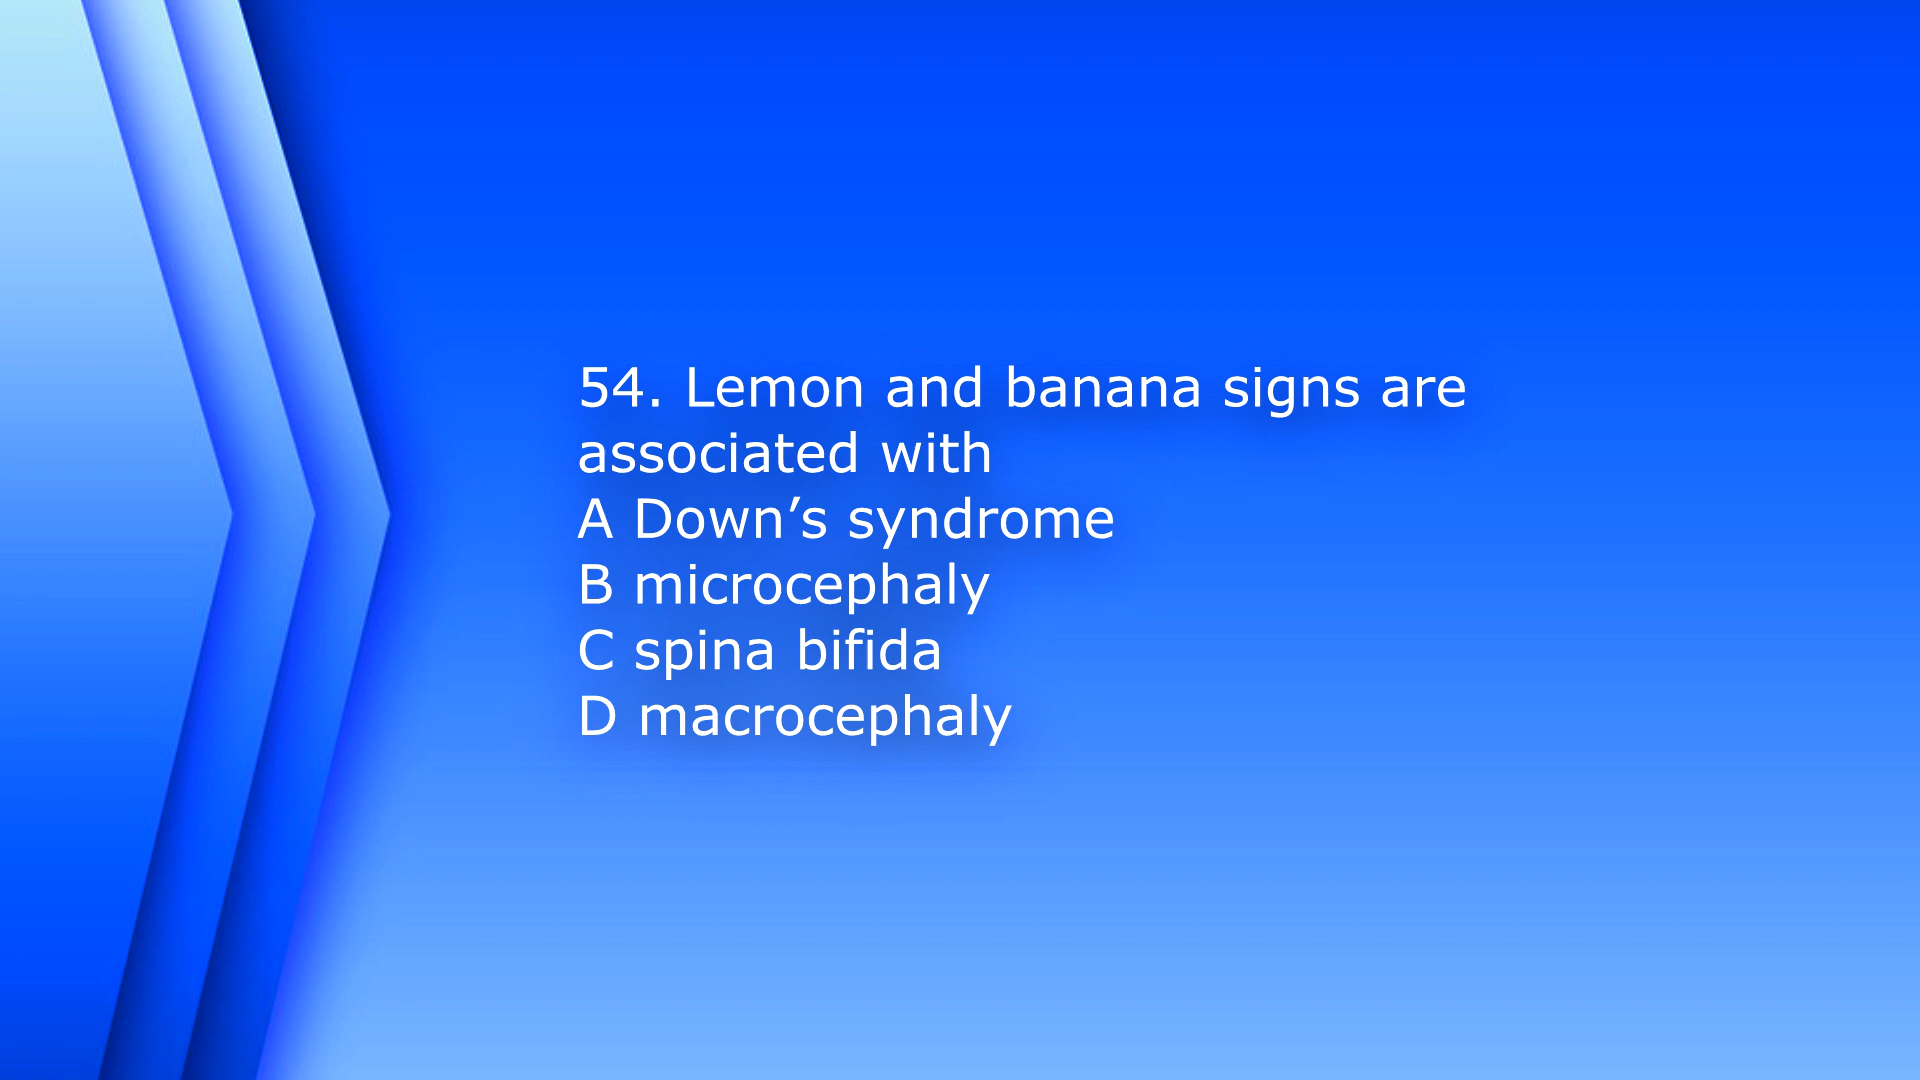 54. Lemon and banana signs are
associated with
A Down’s syndrome
B microcephaly
C spina bifida
D macrocephaly